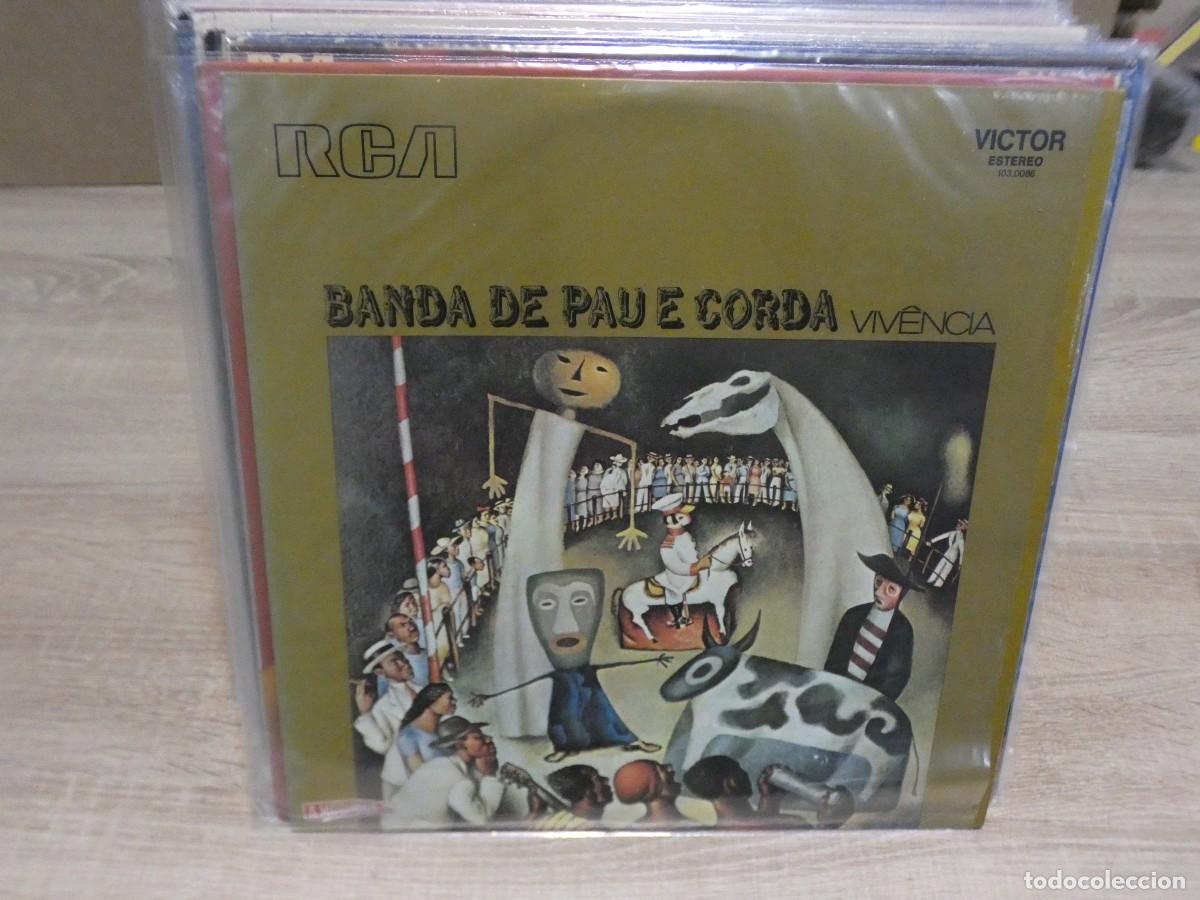 RCA
VICTOR
ESTEREO
103.0086
BANDA DE PAU E CORDA VIVÊNCIA
todocoleccion